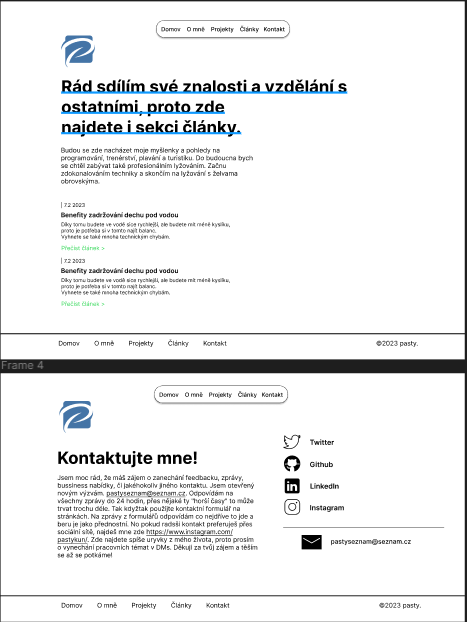 Domov O mně Projekty Články Kontakt
Rád sdílím své znalosti a vzdělání s
ostatními, proto zde
najdete i sekci články.
Budou se zde nacházet moje myšlenky a pohledy na
programování, trenérství, plavání a turistiku. Do budoucna bych
se chtěl zabývat také profesionálním lyžováním. Začnu
zdokonalováním techniky a skončím na lyžování s želvama
obrovskýma.
| 7.2 2023
Benefity zadržování dechu pod vodou
Díky tomu budete ve vodě sice rychlejší, ale budete mít méně kyslíku,
proto je potřeba si v tomto najít balanc.
Vyhnete se také mnoha technickým chybám.
Přečíst článek >
| 7.2 2023
Benefity zadržování dechu pod vodou
Díky tomu budete ve vodě sice rychlejší, ale budete mít méně kyslíku,
proto je potřeba si v tomto najít balanc.
Vyhnete se také mnoha technickým chybám.
Přečíst článek >
Domov O mně Projekty Články Kontakt ©2023 pasty.
Frame 4
Domov O mně Projekty Články Kontakt
Kontaktujte mne!
Jsem moc rád, že máš zájem o zanechání feedbacku, zprávy,
bussiness nabídky, či jakéhokoliv jiného kontaktu. Jsem otevřený
novým výzvám. pastyseznam@seznam.cz. Odpovídám na
všechny zprávy do 24 hodin, přes nějaké ty "horší časy" to může
trvat trochu déle. Tak kdyžtak použijte kontaktní formulář na
stránkách. Na zprávy z formulářů odpovídám co nejdříve to jde a
beru je jako přednostní. No pokud radši kontakt preferuješ přes
sociální sítě, najdeš mne zde https://www.instagram.com/
pastykun/. Zde najdete spíše úryvky z mého života, proto prosím
o vynechání pracovních témat v DMs. Děkuji za tvůj zájem a těším
se až se potkáme!
Twitter
Github
LinkedIn
Instagram
pastyseznam@seznam.cz
Domov O mně Projekty Články Kontakt ©2023 pasty.